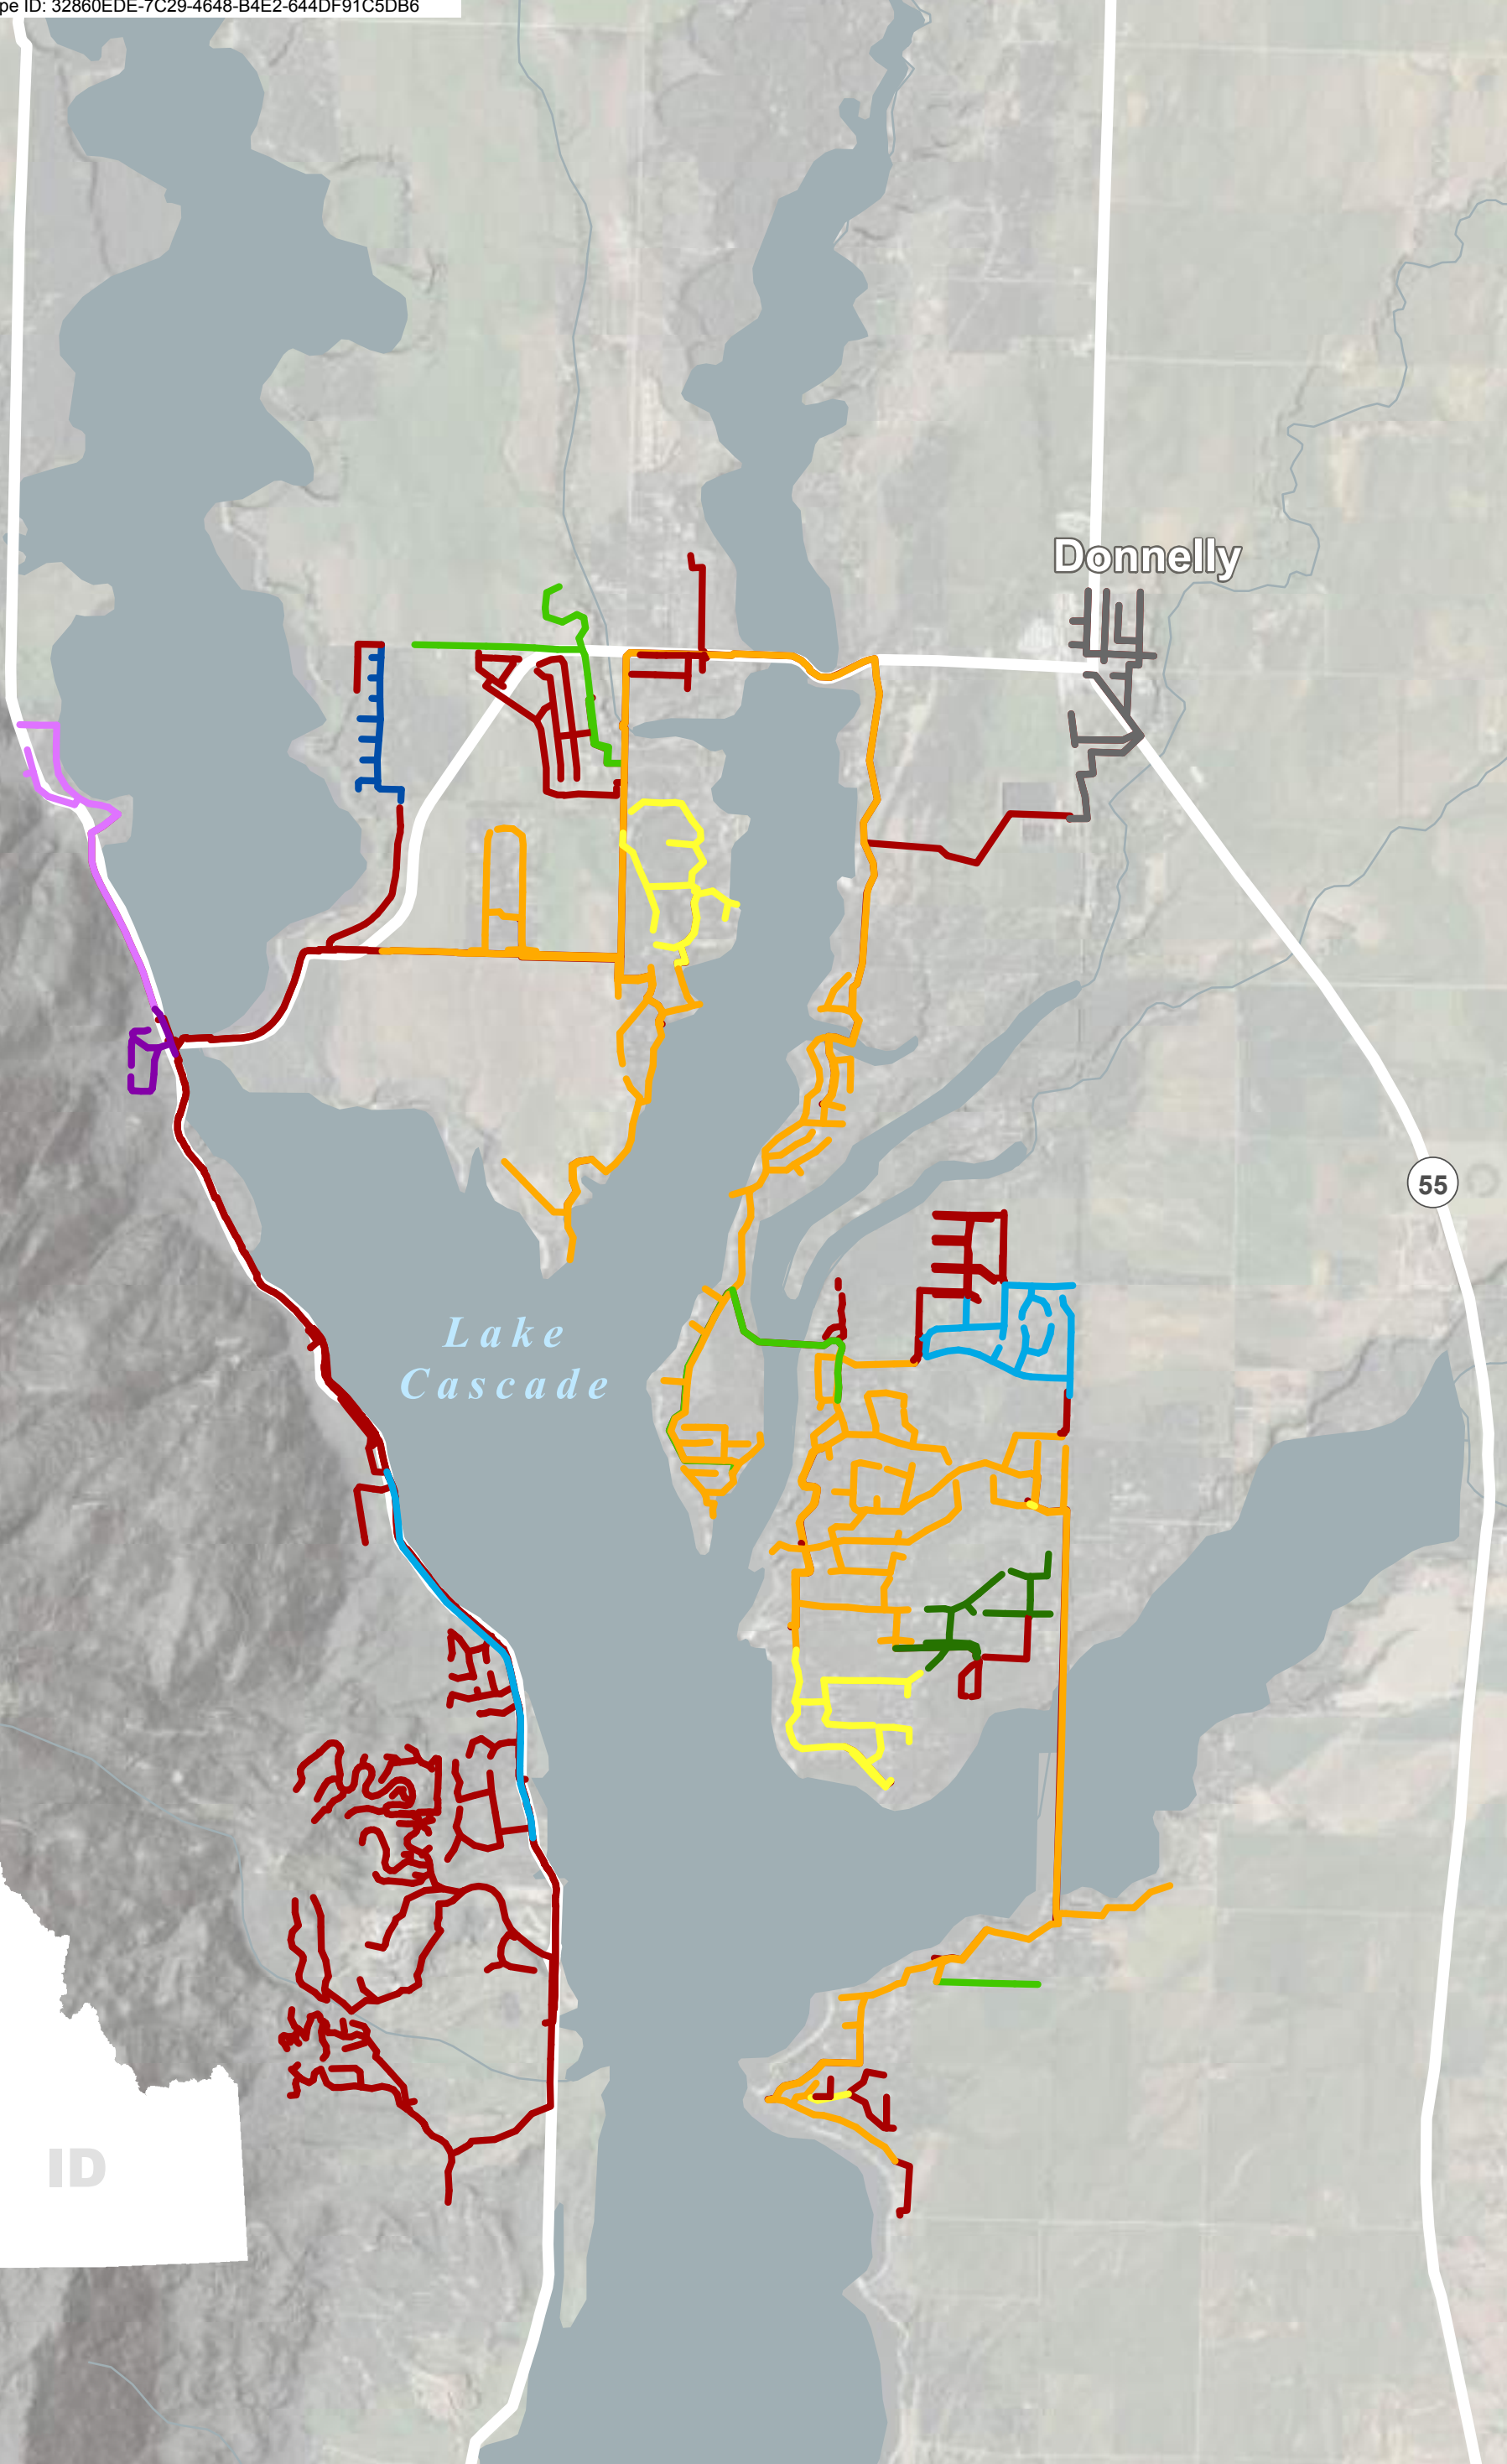 pe ID: 32860EDE-7C29-4648-B4E2-644DF91C5DB6
Donnelly
55
Lake
Cascade
ID